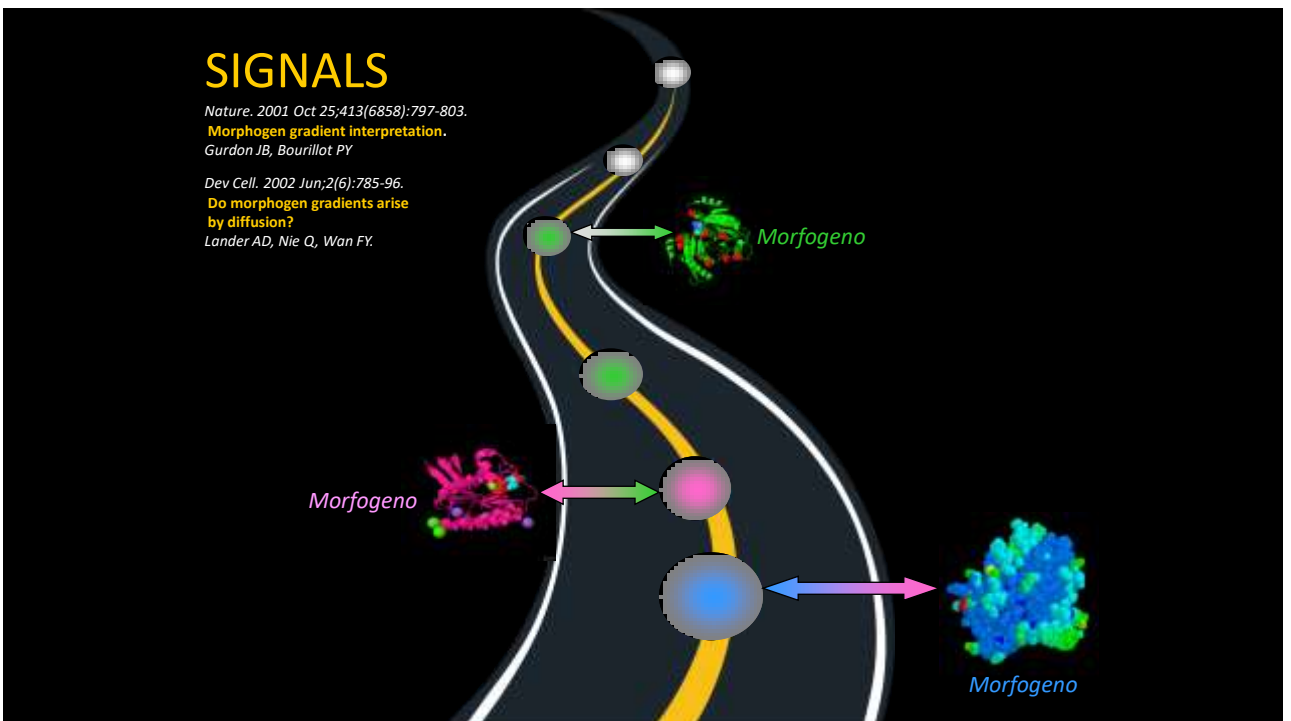 SIGNALS
Nature. 2001 Oct 25;413(6858):797-803.
Morphogen gradient interpretation.
Gurdon JB, Bourillot PY
Dev Cell. 2002 Jun;2(6):785-96.
Do morphogen gradients arise
by diffusion?
Lander AD, Nie Q, Wan FY.
Morfogeno
Morfogeno
Morfogeno